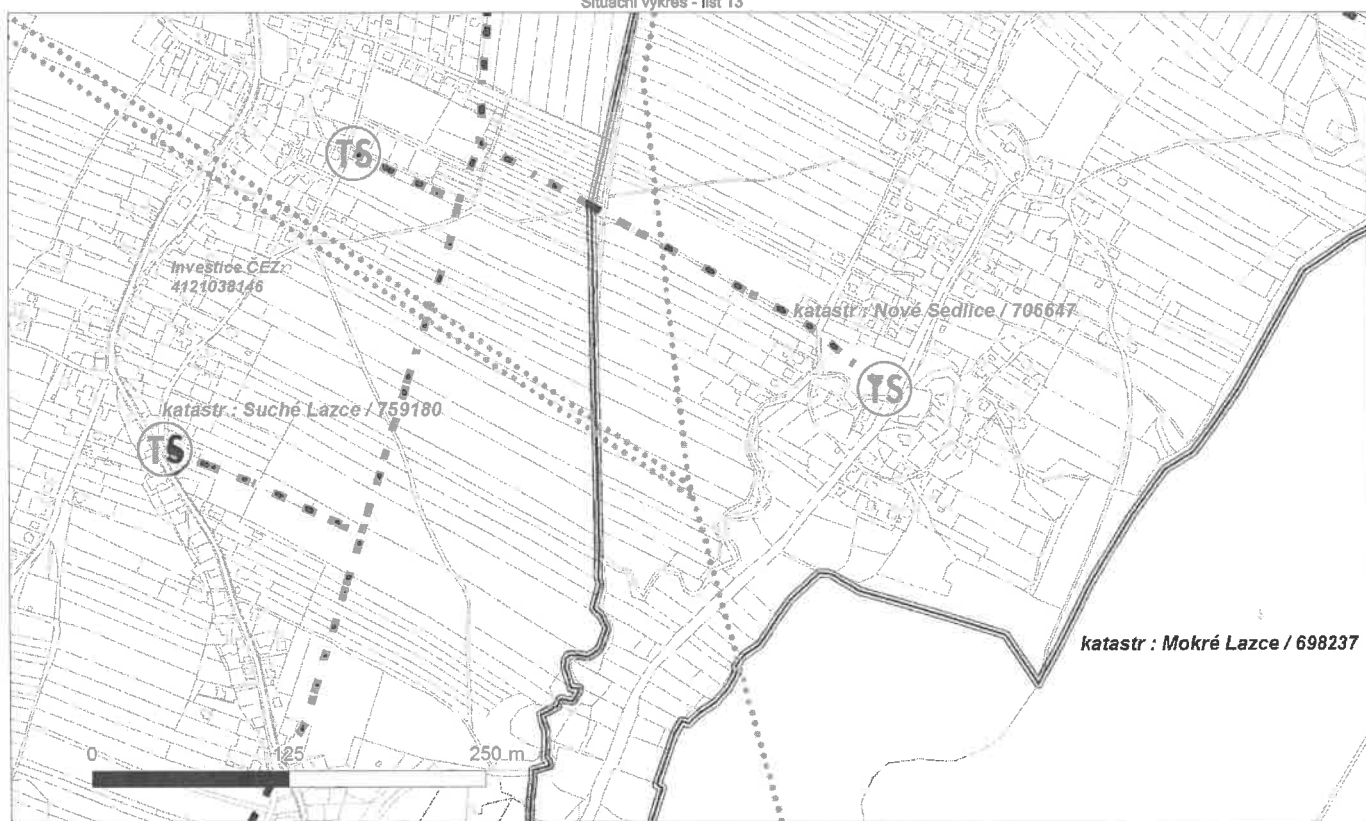 Situační výkres - list 13
TS
Investice ČEZ:
4121038146
katastr : Nové Sedlice / 706647
TS
katastr : Suché Lazce / 759180
TS
katastr : Mokré Lazce / 698237
0 125 250 m